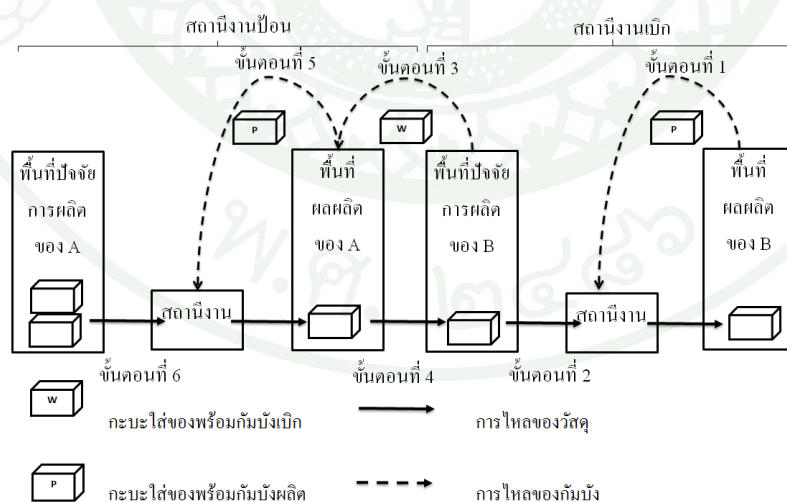 สถานีงานป้อน
สถานีงานเบิก
ขั้นตอนที่ 5
ขั้นตอนที่ 3
ขั้นตอนที่ 1
P
W
P
พื้นที่ปัจจัย
การผลิต
ของ A
พื้นที่
ผลผลิต
ของ A
พื้นที่ปัจจัย
การผลิต
ของ B
พื้นที่
ผลผลิต
ของ B
สถานีงาน
สถานีงาน
พ.ศ. ๒๔๘๖
ขั้นตอนที่ 6
ขั้นตอนที่ 4
ขั้นตอนที่ 2
W
กะบะใส่ของพร้อมกัมบังเบิก
การไหลของวัสดุ
P
กะบะใส่ของพร้อมกัมบังผลิต
การไหลของกัมบัง